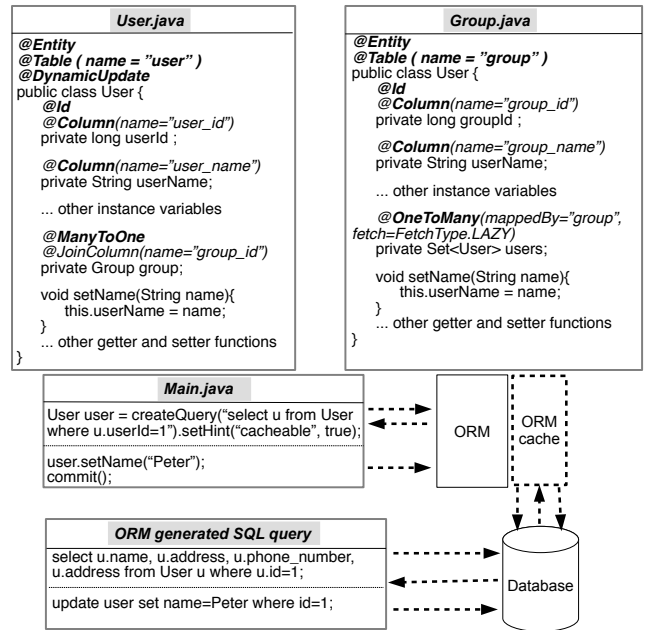 User.java
@Entity
@Table ( name = ”user” )
@DynamicUpdate
public class User {
@Id
@Column(name=”user_id”)
private long userId ;
@Column(name=”user_name”)
private String userName;
... other instance variables
@ManyToOne
@JoinColumn(name=”group_id”)
private Group group;
void setName(String name){
this.userName = name;
}
... other getter and setter functions
}
Group.java
@Entity
@Table ( name = ”group” )
public class User {
@Id
@Column(name=”group_id”)
private long groupId ;
@Column(name=”group_name”)
private String userName;
... other instance variables
@OneToMany(mappedBy=”group”,
fetch=FetchType.LAZY)
private Set<User> users;
void setName(String name){
this.userName = name;
}
... other getter and setter functions
}
Main.java
User user = createQuery(“select u from User
where u.userId=1”).setHint(“cacheable”, true);
user.setName(“Peter”);
commit();
ORM
ORM
cache
ORM generated SQL query
select u.name, u.address, u.phone_number,
u.address from User u where u.id=1;
update user set name=Peter where id=1;
Database